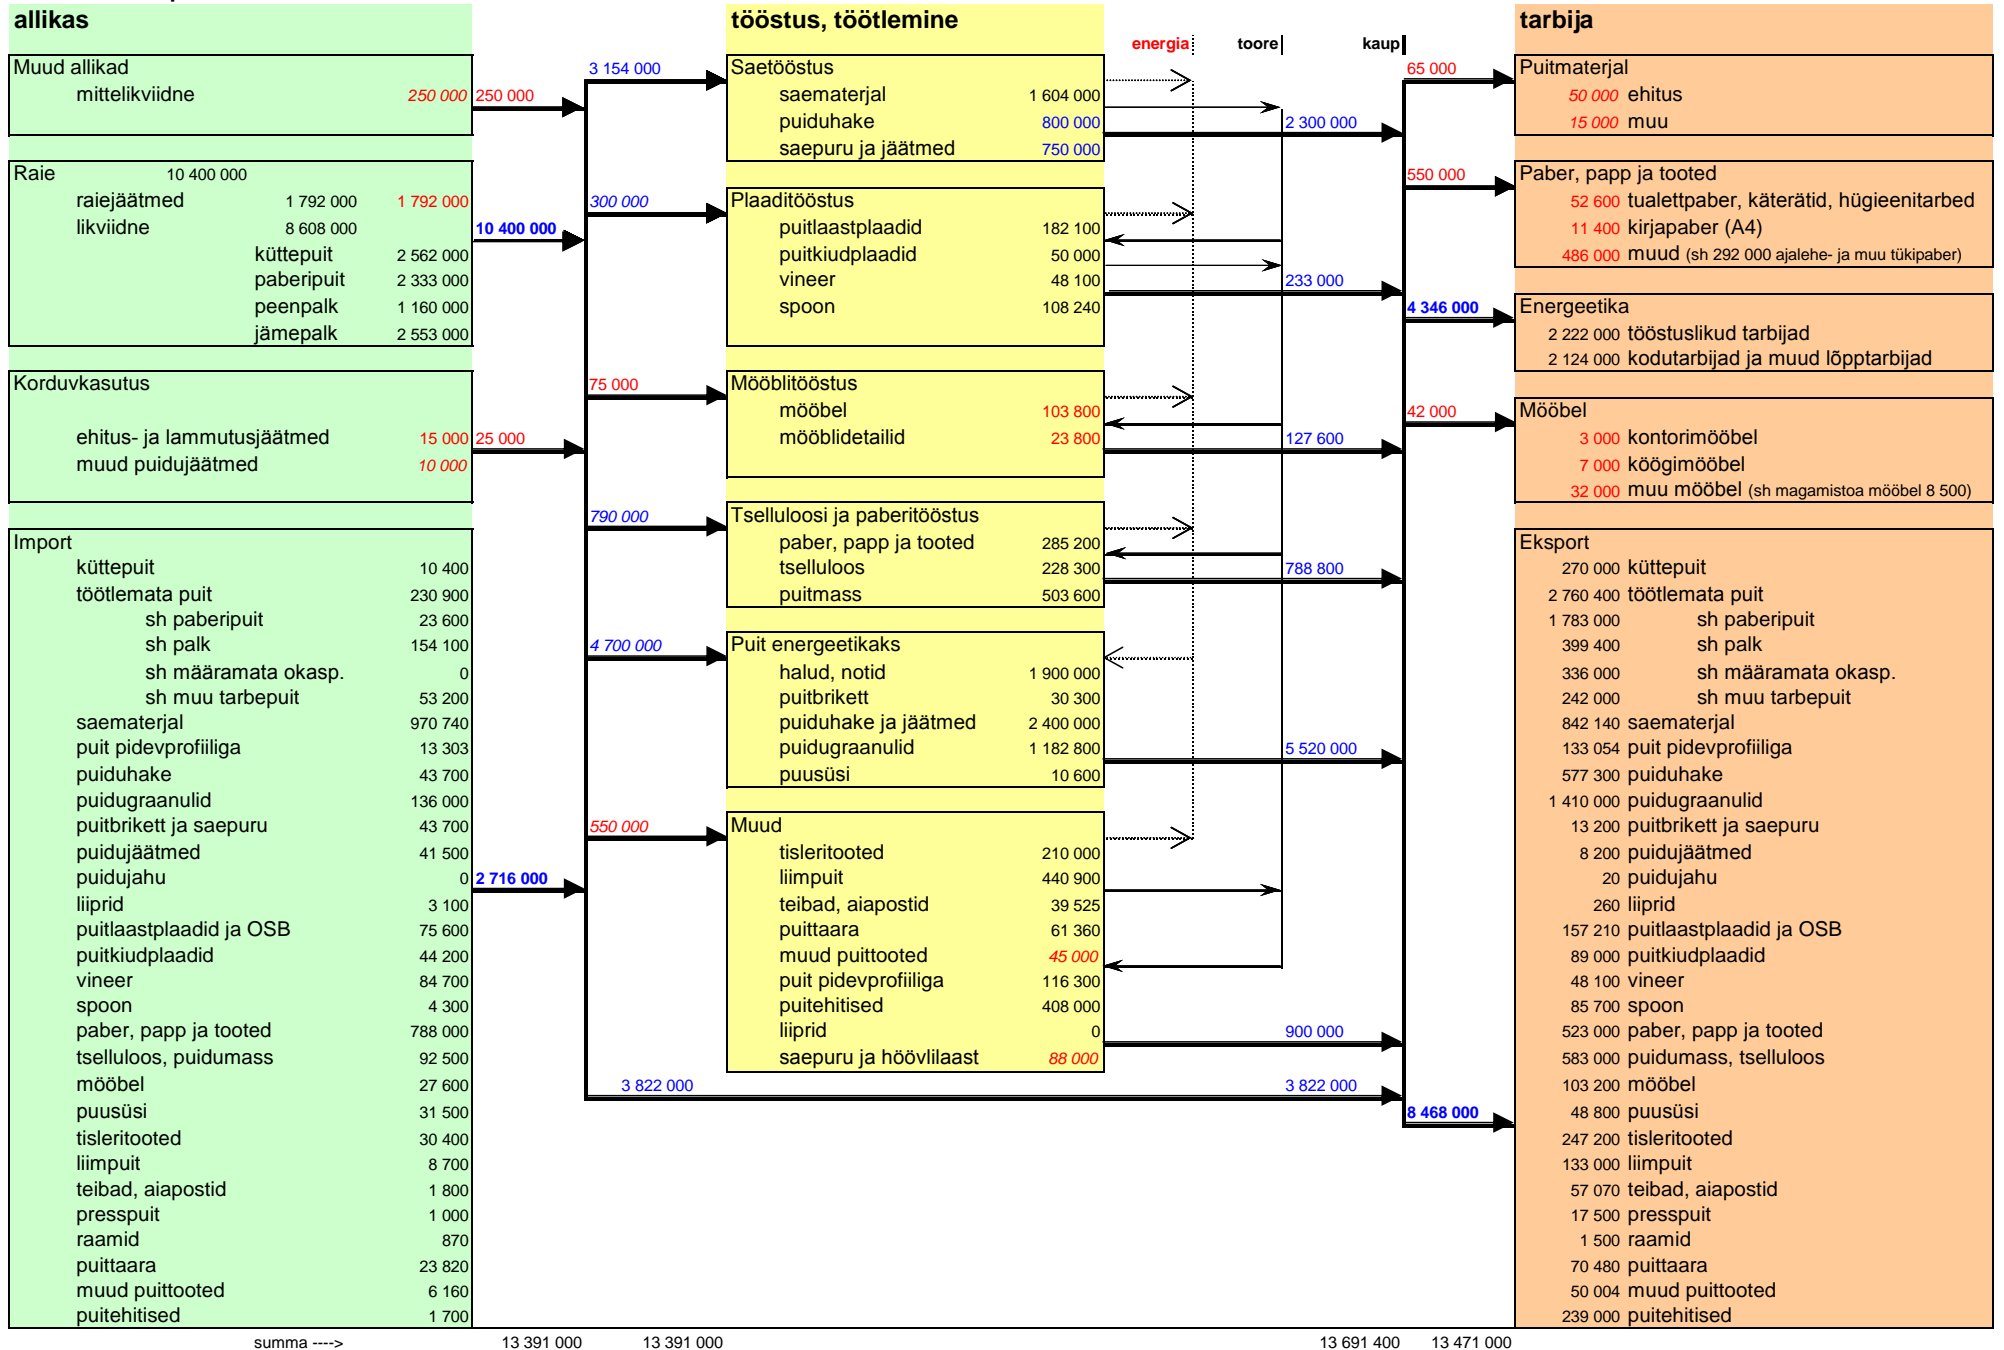 allikas
Muud allikad
mittelikviidne 250 000 250 000
Raie 10 400 000
raiejäätmed 1 792 000 1 792 000
likviidne 8 608 000 10 400 000
küttepuit 2 562 000
paberipuit 2 333 000
peenpalk 1 160 000
jämepalk 2 553 000
Korduvkasutus
ehitus- ja lammutusjäätmed 15 000 25 000
muud puidujäätmed 10 000
Import
küttepuit 10 400
töötlemata puit 230 900
sh paberipuit 23 600
sh palk 154 100
sh määramata okasp. 0
sh muu tarbepuit 53 200
saematerjal 970 740
puit pidevprofiiliga 13 303
puiduhake 43 700
puidugraanulid 136 000
puitbrikett ja saepuru 43 700
puidujäätmed 41 500
puidujahu 0 2 716 000
liiprid 3 100
puitlaastplaadid ja OSB 75 600
puitkiudplaadid 44 200
vineer 84 700
spoon 4 300
paber, papp ja tooted 788 000
tselluloos, puidumass 92 500
mööbel 27 600
puusüsi 31 500
tisleritooted 30 400
liimpuit 8 700
teibad, aiapostid 1 800
presspuit 1 000
raamid 870
puittaara 23 820
muud puittooted 6 160
puitehitised 1 700
tööstus, töötlemine
energia toore kaup
3 154 000 Saetööstus
saematerjal 1 604 000
puiduhake 800 000 2 300 000
saepuru ja jäätmed 750 000
300 000 Plaaditööstus
puitlaastplaadid 182 100
puitkiudplaadid 50 000
vineer 48 100 233 000
spoon 108 240
75 000 Mööblitööstus
mööbel 103 800
mööblidetailid 23 800 127 600
790 000 Tselluloosi ja paberitööstus
paber, papp ja tooted 285 200
tselluloos 228 300 788 800
puitmass 503 600
4 700 000 Puit energeetikaks
halud, notid 1 900 000
puitbrikett 30 300
puiduhake ja jäätmed 2 400 000
puidugraanulid 1 182 800 5 520 000
puusüsi 10 600
550 000 Muud
tisleritooted 210 000
liimpuit 440 900
teibad, aiapostid 39 525
puittaara 61 360
muud puittooted 45 000
puit pidevprofiiliga 116 300
puitehitised 408 000
liiprid 0 900 000
saepuru ja höövlilaast 88 000
3 822 000 3 822 000
tarbija
65 000 Puitmaterjal
50 000 ehitus
15 000 muu
550 000 Paber, papp ja tooted
52 600 tualettpaber, käterätid, hügieenitarbed
11 400 kirjapaber (A4)
486 000 muud (sh 292 000 ajalehe- ja muu tükipaber)
4 346 000 Energeetika
2 222 000 tööstuslikud tarbijad
2 124 000 kodutarbijad ja muud lõpptarbijad
42 000 Mööbel
3 000 kontorimööbel
7 000 köögimööbel
32 000 muu mööbel (sh magamistoa mööbel 8 500)
Eksport
270 000 küttepuit
2 760 400 töötlemata puit
1 783 000 sh paberipuit
399 400 sh palk
336 000 sh määramata okasp.
242 000 sh muu tarbepuit
842 140 saematerjal
133 054 puit pidevprofiiliga
577 300 puiduhake
1 410 000 puidugraanulid
13 200 puitbrikett ja saepuru
8 200 puidujäätmed
20 puidujahu
260 liiprid
157 210 puitlaastplaadid ja OSB
89 000 puitkiudplaadid
48 100 vineer
85 700 spoon
523 000 paber, papp ja tooted
583 000 puidumass, tselluloos
103 200 mööbel
8 468 000 48 800 puusüsi
247 200 tisleritooted
133 000 liimpuit
57 070 teibad, aiapostid
17 500 presspuit
1 500 raamid
70 480 puittaara
50 004 muud puittooted
239 000 puitehitised
summa ----> 13 391 000 13 391 000 13 691 400 13 471 000